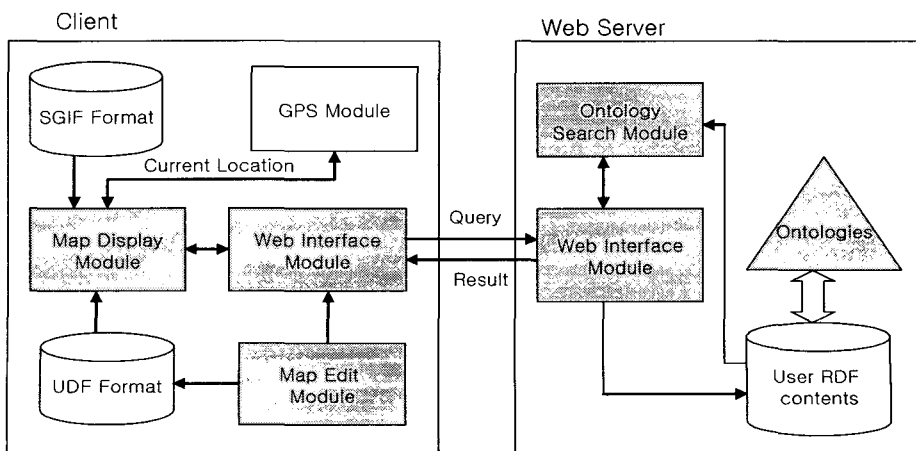 Client
Web Server
SGIF Format
GPS Module
Ontology
Search Module
Current Location
Map Display
Module
Web Interface
Module
Query
Result
Web Interface
Module
Ontologies
UDF Format
Map Edit
Module
User RDF
contents